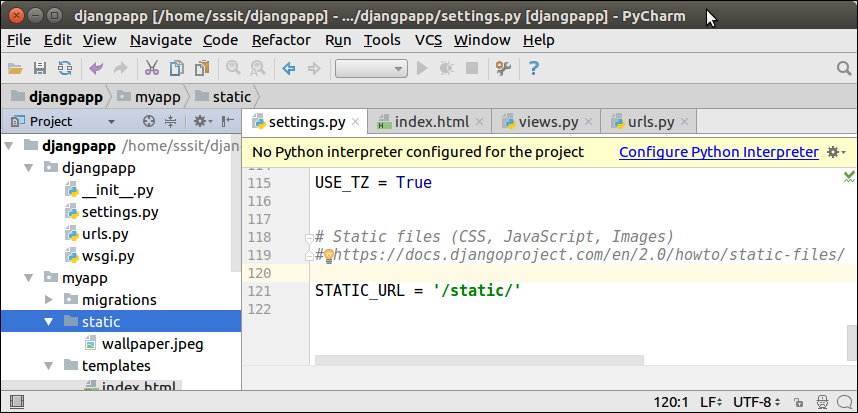 djangpapp [/home/sssit/djangpapp] - .../djangpapp/settings.py [djangpapp] - PyCharm
File Edit View Navigate Code Refactor Run Tools VCS Window Help
djangpapp myapp static
Project
settings.py index.html views.py urls.py
djangpapp /home/sssit/djang
djangpapp
__init__.py
settings.py
urls.py
wsgi.py
myapp
migrations
static
wallpaper.jpeg
templates
index.html
No Python interpreter configured for the project Configure Python Interpreter
115 USE_TZ = True
116
117
118 # Static files (CSS, JavaScript, Images)
119 # https://docs.djangoproject.com/en/2.0/howto/static-files/
120
121 STATIC_URL = '/static/'
122
120:1 LF UTF-8